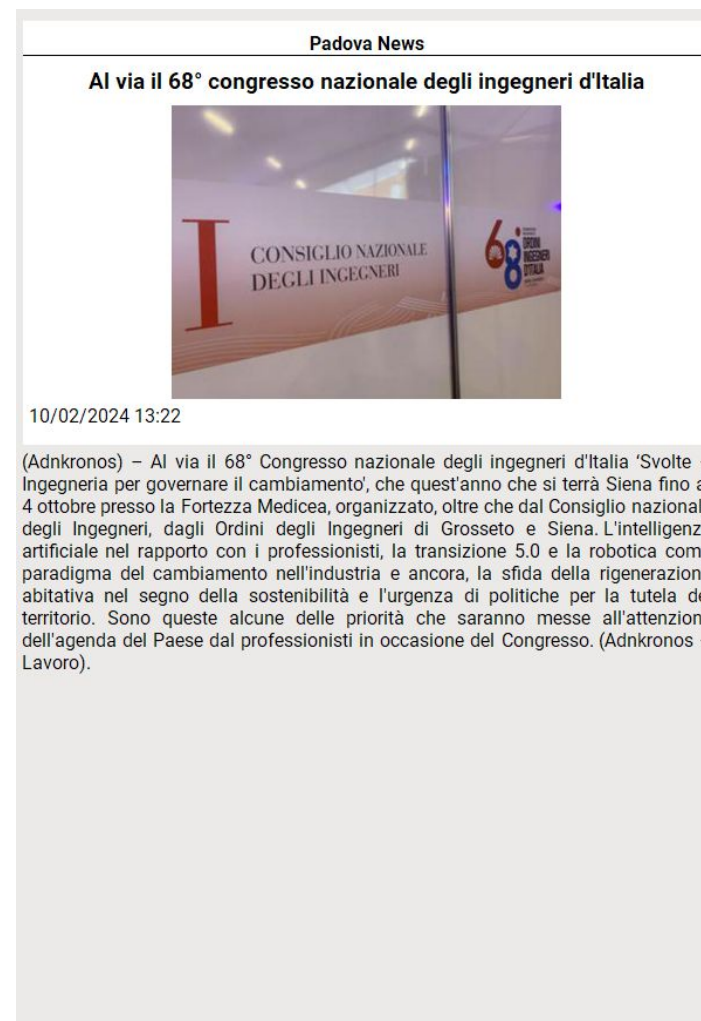 Padova News
Al via il 68° congresso nazionale degli ingegneri d'Italia
I
CONSIGLIO NAZIONALE
DEGLI INGEGNERI
68°
ORDINI
INGEGNERI
D'ITALIA
10/02/2024 13:22
(Adnkronos) – Al via il 68° Congresso nazionale degli ingegneri d'Italia ‘Svolte
Ingegneria per governare il cambiamento', che quest'anno che si terrà Siena fino a
4 ottobre presso la Fortezza Medicea, organizzato, oltre che dal Consiglio nazional
degli Ingegneri, dagli Ordini degli Ingegneri di Grosseto e Siena. L'intelligenz
artificiale nel rapporto con i professionisti, la transizione 5.0 e la robotica com
paradigma del cambiamento nell'industria e ancora, la sfida della rigenerazion
abitativa nel segno della sostenibilità e l'urgenza di politiche per la tutela de
territorio. Sono queste alcune delle priorità che saranno messe all'attenzion
dell'agenda del Paese dal professionisti in occasione del Congresso. (Adnkronos -
Lavoro).